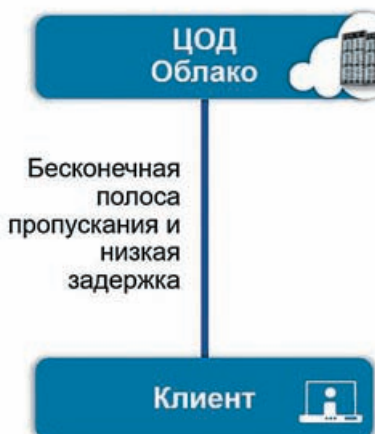 ЦОД
Облако
Бесконечная
полоса
пропускания и
низкая
задержка
Клиент